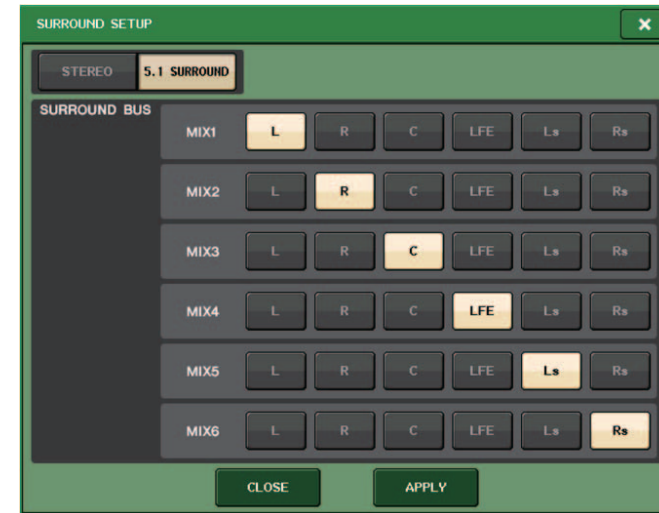 SURROUND SETUP ×
STEREO 5.1 SURROUND
SURROUND BUS
MIX1 L R C LFE Ls Rs
MIX2 L R C LFE Ls Rs
MIX3 L R C LFE Ls Rs
MIX4 L R C LFE Ls Rs
MIX5 L R C LFE Ls Rs
MIX6 L R C LFE Ls Rs
CLOSE APPLY